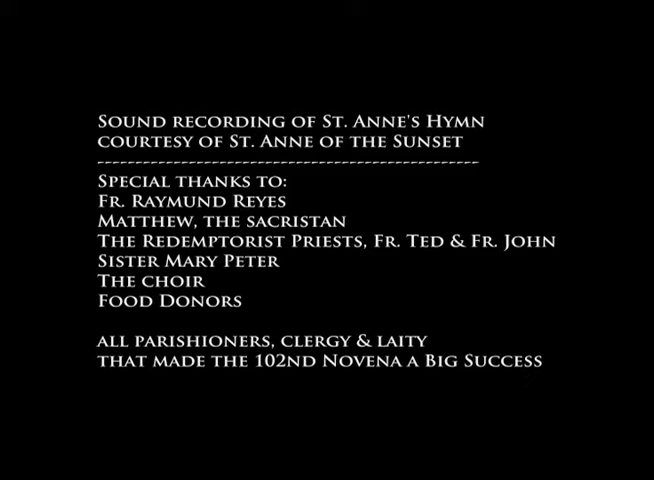 Sound recording of St. Anne's Hymn
courtesy of St. Anne of the Sunset
--------------------------------------------------
Special thanks to:
Fr. Raymund Reyes
Matthew, the sacristan
The Redemptorist Priests, Fr. Ted & Fr. John
Sister Mary Peter
The choir
Food Donors
all parishioners, clergy & laity
that made the 102nd Novena a Big Success